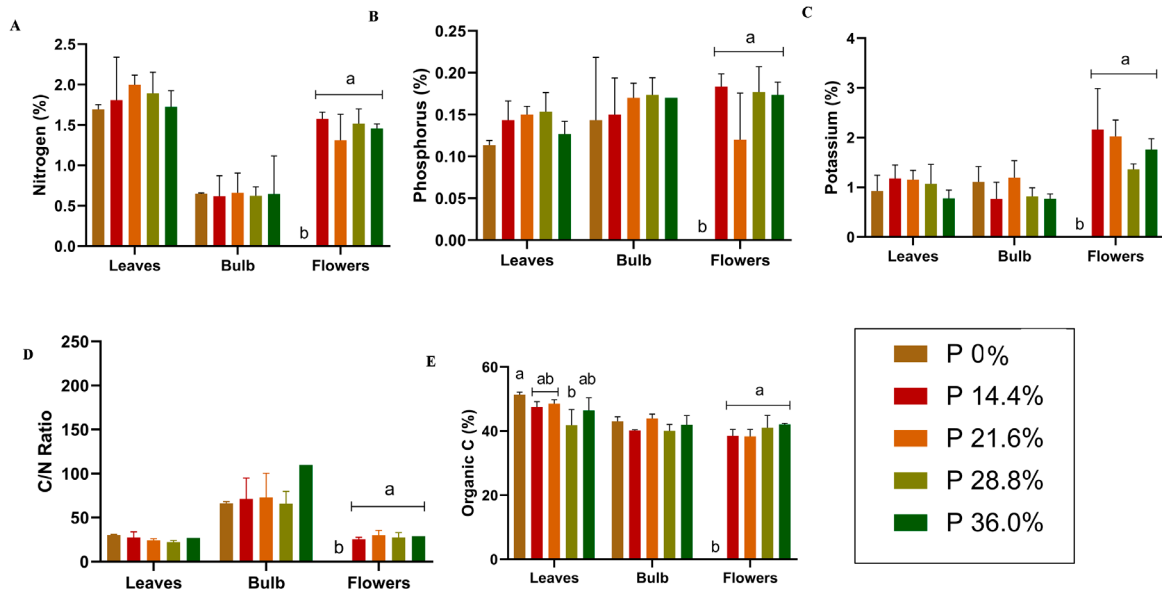 A
Nitrogen (%)
2.5
2.0
1.5
1.0
0.5
0.0
a
b
Leaves
Bulb
Flowers
B
Phosphorus (%)
0.25
0.20
0.15
0.10
0.05
0.00
a
b
Leaves
Bulb
Flowers
C
Potassium (%)
4
3
2
1
0
a
b
Leaves
Bulb
Flowers
D
C/N Ratio
250
200
150
100
50
0
a
b
Leaves
Bulb
Flowers
E
Organic C (%)
60
40
20
0
a
ab
b
ab
a
b
Leaves
Bulb
Flowers
P 0%
P 14.4%
P 21.6%
P 28.8%
P 36.0%